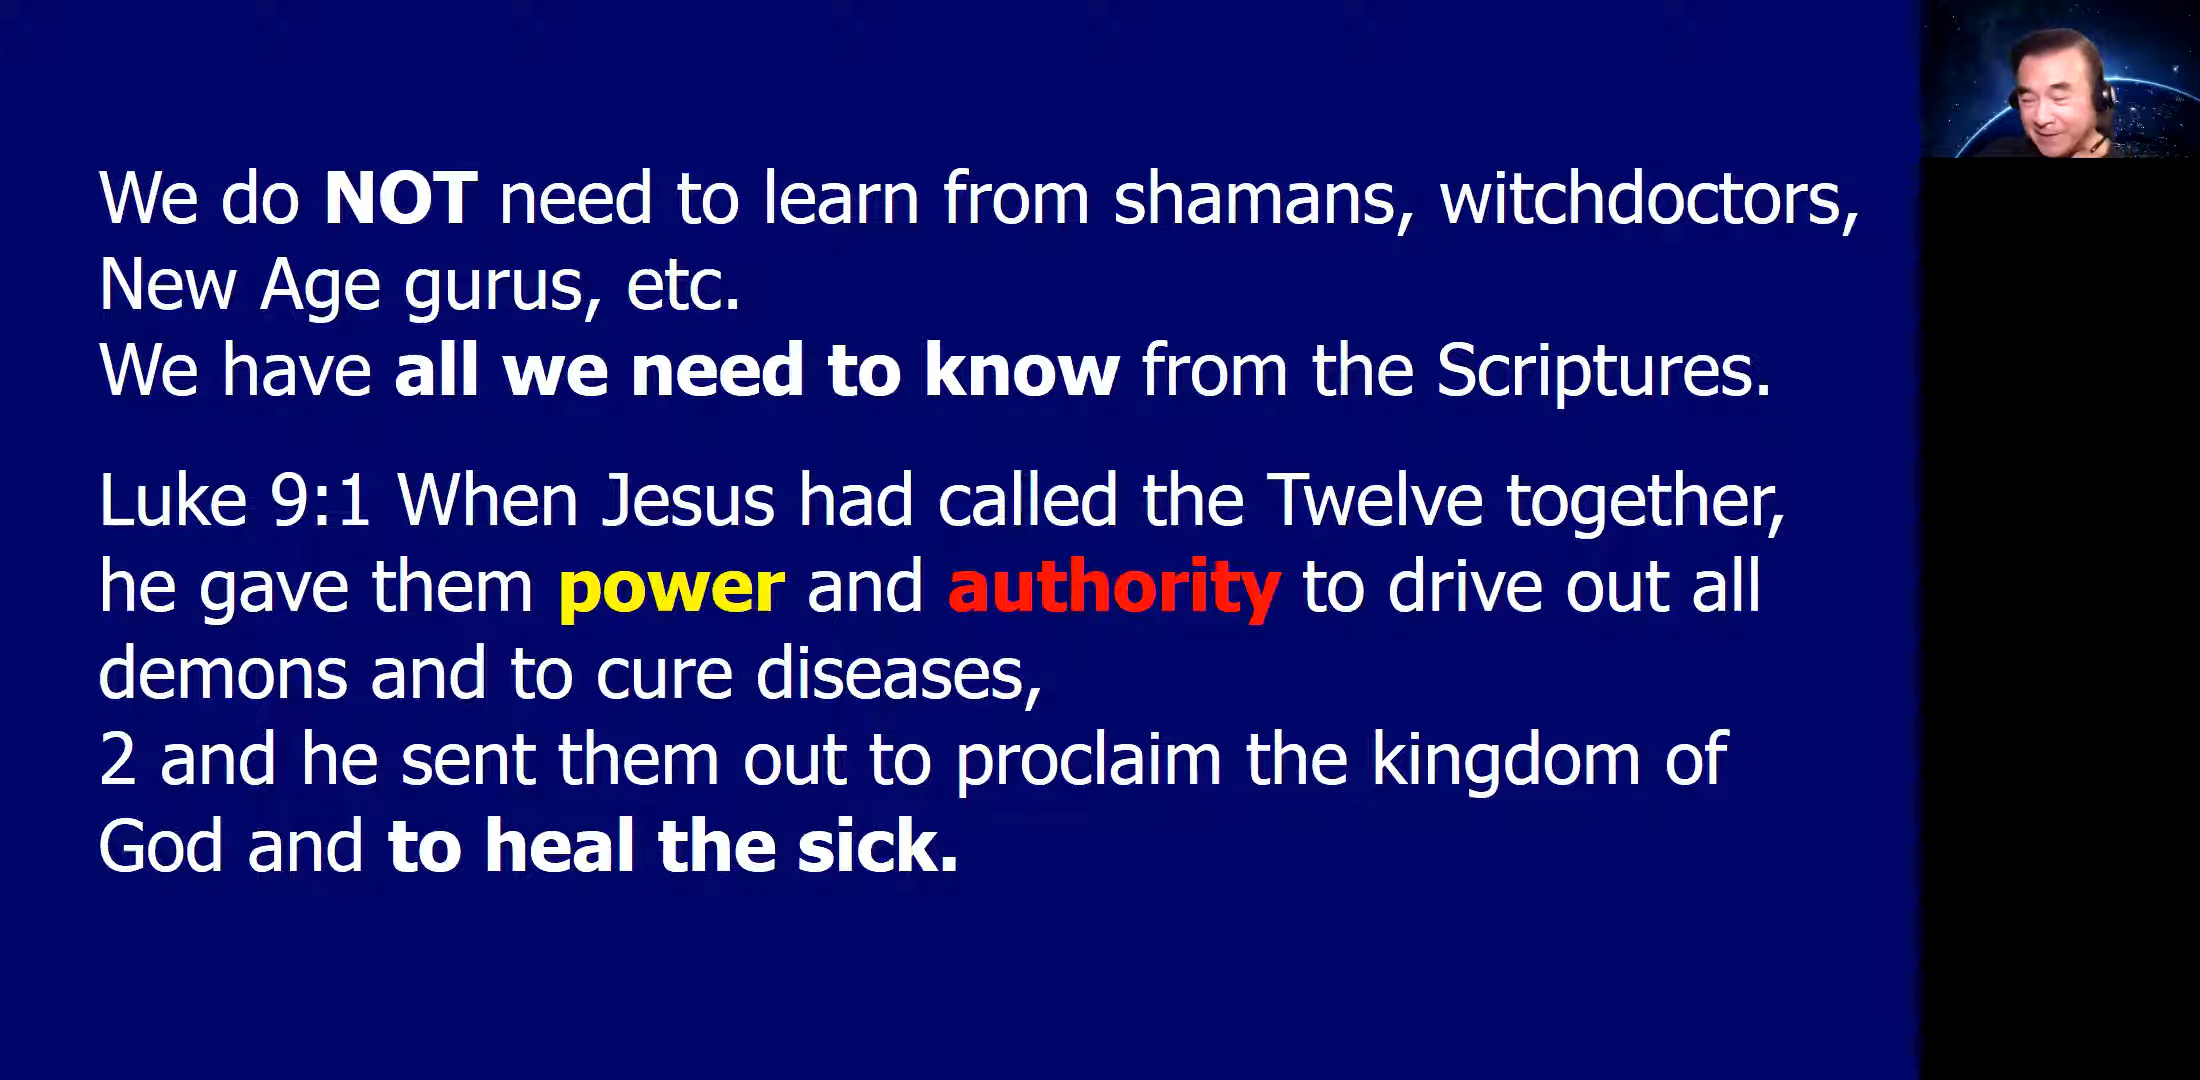 We do NOT need to learn from shamans, witchdoctors,
New Age gurus, etc.
We have all we need to know from the Scriptures.
Luke 9:1 When Jesus had called the Twelve together,
he gave them power and authority to drive out all
demons and to cure diseases,
2 and he sent them out to proclaim the kingdom of
God and to heal the sick.